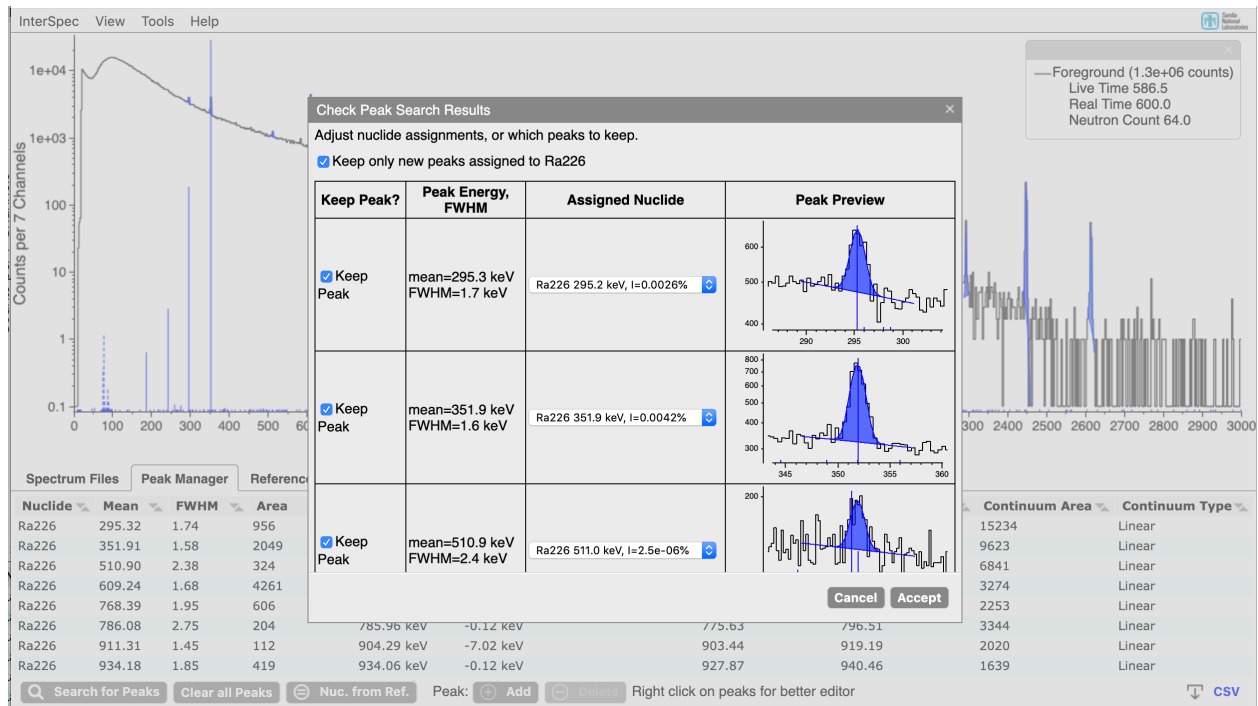 InterSpec View Tools Help
Sandia National Laboratories
Foreground (1.3e+06 counts)
Live Time 586.5
Real Time 600.0
Neutron Count 64.0
Counts per 7 Channels
1e+04
1e+03
100
10
1
0.1
0 100 200 300 400 500
2400 2500 2600 2700 2800 2900 3000
Check Peak Search Results ×
Adjust nuclide assignments, or which peaks to keep.
Keep only new peaks assigned to Ra226
Keep Peak? Peak Energy, FWHM Assigned Nuclide Peak Preview
Keep Peak
mean=295.3 keV
FWHM=1.7 keV
Ra226 295.2 keV, I=0.0026%
600
500
400
290 295 300
Keep Peak
mean=351.9 keV
FWHM=1.6 keV
Ra226 351.9 keV, I=0.0042%
800
700
600
500
400
300
345 350 355 360
Keep Peak
mean=510.9 keV
FWHM=2.4 keV
Ra226 511.0 keV, I=2.5e-06%
200
Cancel Accept
Spectrum Files Peak Manager Reference
Nuclide Mean FWHM Area Continuum Area Continuum Type
Ra226 295.32 1.74 956 15234 Linear
Ra226 351.91 1.58 2049 9623 Linear
Ra226 510.90 2.38 324 6841 Linear
Ra226 609.24 1.68 4261 3274 Linear
Ra226 768.39 1.95 606 2253 Linear
Ra226 786.08 2.75 204 785.96 keV -0.12 keV 775.63 796.51 3344 Linear
Ra226 911.31 1.45 112 904.29 keV -7.02 keV 903.44 919.19 2020 Linear
Ra226 934.18 1.85 419 934.06 keV -0.12 keV 927.87 940.46 1639 Linear
Search for Peaks Clear all Peaks Nuc. from Ref. Peak: Add Delete Right click on peaks for better editor CSV